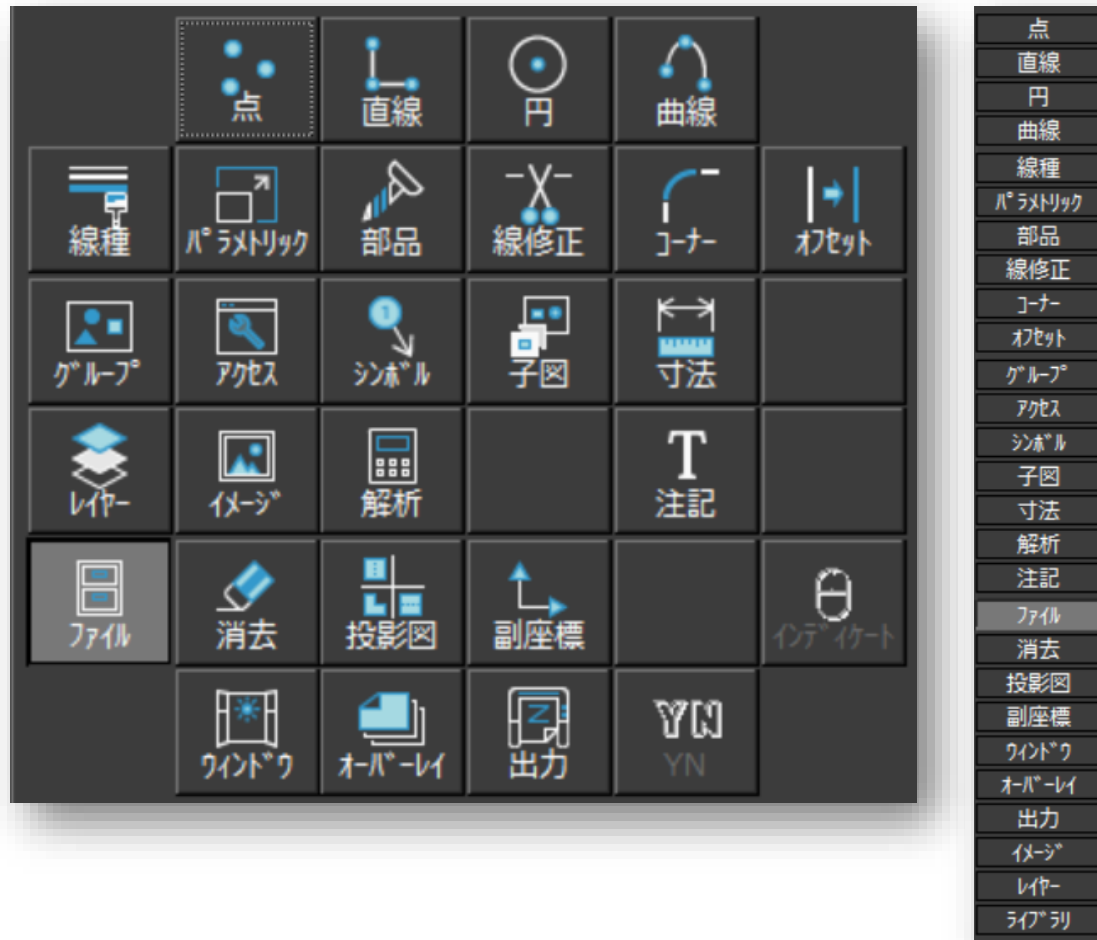 点 直線 円 曲線
線種 ﾊﾟﾗﾒﾄﾘｯｸ 部品 線修正 ｺｰﾅｰ ｵﾌｾｯﾄ
ｸﾞﾙｰﾌﾟ ｱｸｾｽ 1 ｼﾝﾎﾞﾙ 子図 寸法
ﾚｲﾔｰ ｲﾒｰｼﾞ 解析 T 注記
ﾌｧｲﾙ 消去 投影図 副座標 ｲﾝﾃﾞｨｹｰﾄ
ｳｨﾝﾄﾞｳ ｵｰﾊﾞｰﾚｲ 出力 YN
YN
点
直線
円
曲線
線種
ﾊﾟﾗﾒﾄﾘｯｸ
部品
線修正
ｺｰﾅｰ
ｵﾌｾｯﾄ
ｸﾞﾙｰﾌﾟ
ｱｸｾｽ
ｼﾝﾎﾞﾙ
子図
寸法
解析
注記
ﾌｧｲﾙ
消去
投影図
副座標
ｳｨﾝﾄﾞｳ
ｵｰﾊﾞｰﾚｲ
出力
ｲﾒｰｼﾞ
ﾚｲﾔｰ
ﾗｲﾌﾞﾗﾘ